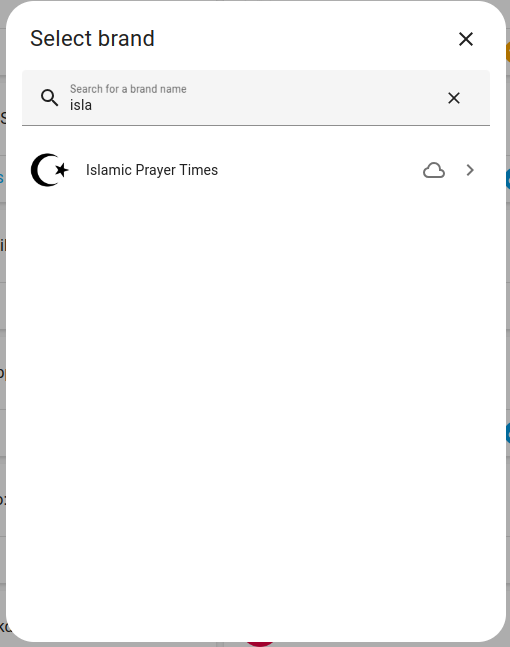 Select brand
Search for a brand name
isla
Islamic Prayer Times